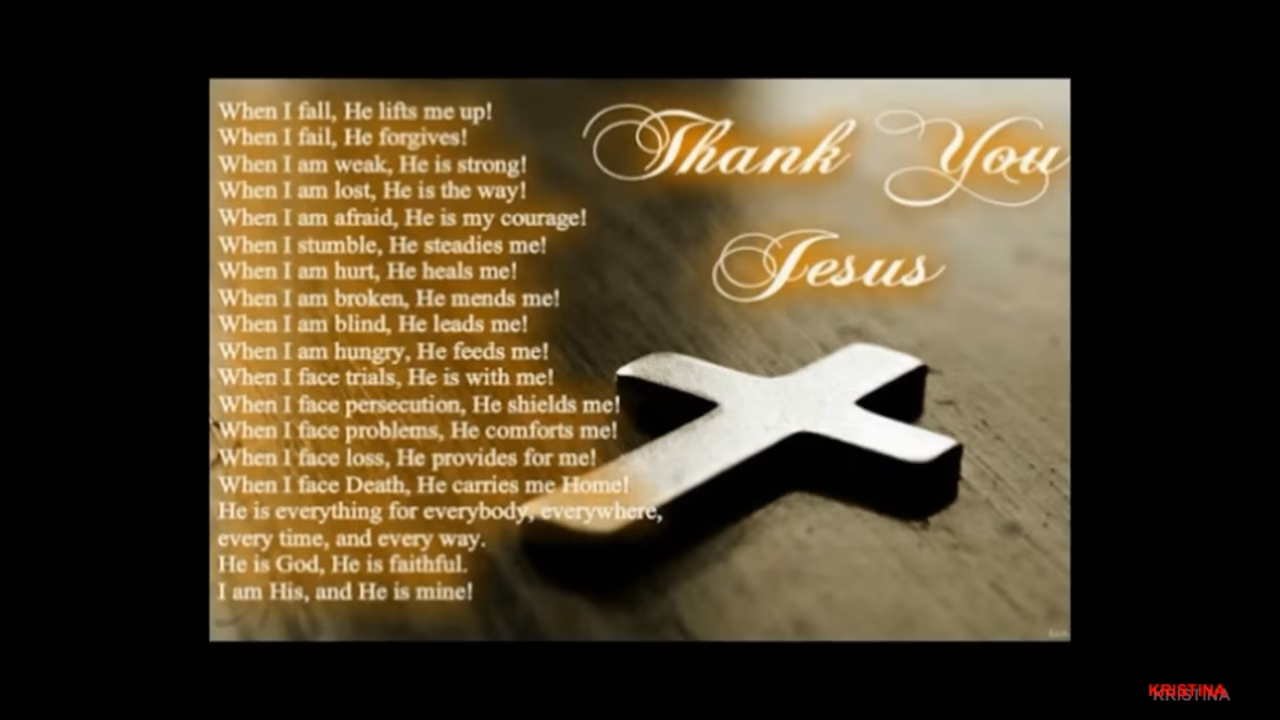 When I fall, He lifts me up!
When I fail, He forgives!
When I am weak, He is strong!
When I am lost, He is the way!
When I am afraid, He is my courage!
When I stumble, He steadies me!
When I am hurt, He heals me!
When I am broken, He mends me!
When I am blind, He leads me!
When I am hungry, He feeds me!
When I face trials, He is with me!
When I face persecution, He shields me!
When I face problems, He comforts me!
When I face loss, He provides for me!
When I face Death, He carries me Home!
He is everything for everybody, everywhere,
every time, and every way.
He is God, He is faithful.
I am His, and He is mine!
Thank You
Jesus
KRISTINA